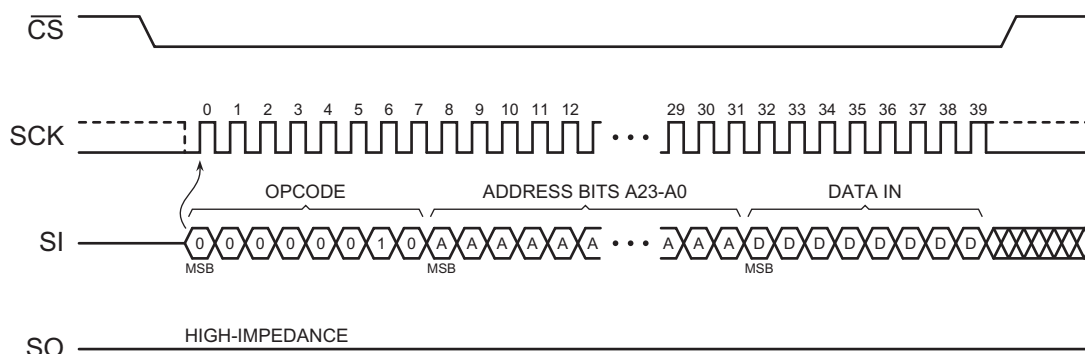 CS
0 1 2 3 4 5 6 7 8 9 10 11 12 29 30 31 32 33 34 35 36 37 38 39
SCK
OPCODE ADDRESS BITS A23-A0 DATA IN
SI 0 0 0 0 0 0 1 0 A A A A A A A A A D D D D D D D D
MSB MSB MSB
HIGH-IMPEDANCE
SO